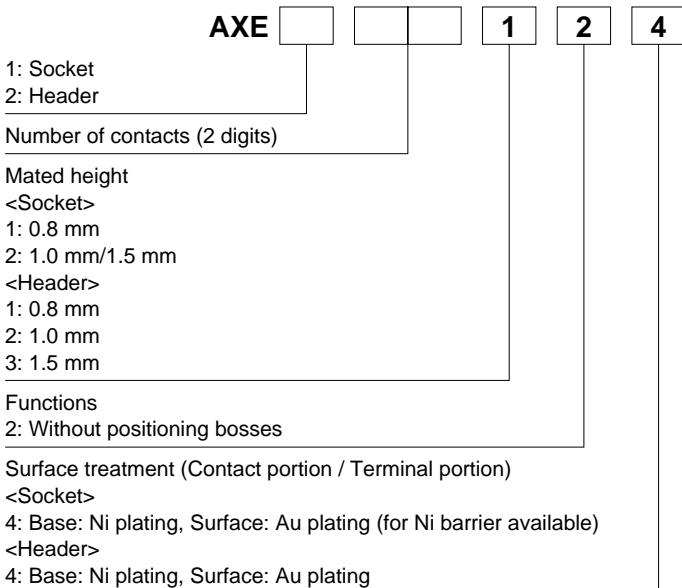 AXE 1 2 4
1: Socket
2: Header
Number of contacts (2 digits)
Mated height
<Socket>
1: 0.8 mm
2: 1.0 mm/1.5 mm
<Header>
1: 0.8 mm
2: 1.0 mm
3: 1.5 mm
Functions
2: Without positioning bosses
Surface treatment (Contact portion / Terminal portion)
<Socket>
4: Base: Ni plating, Surface: Au plating (for Ni barrier available)
<Header>
4: Base: Ni plating, Surface: Au plating